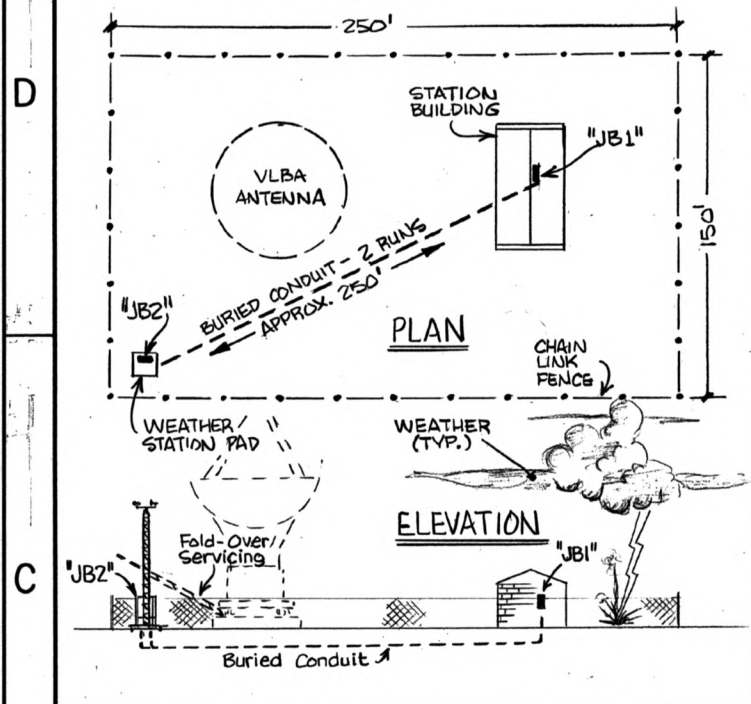 250'
D
STATION
BUILDING
"JB1"
VLBA
ANTENNA
150'
BURIED CONDUIT - 2 RUNS
APPROX. 250'
"JB2"
PLAN
CHAIN
LINK
FENCE
WEATHER
STATION PAD
WEATHER
(TYP.)
ELEVATION
Fold-Over
Servicing
"JB2"
"JB1"
C
Buried Conduit